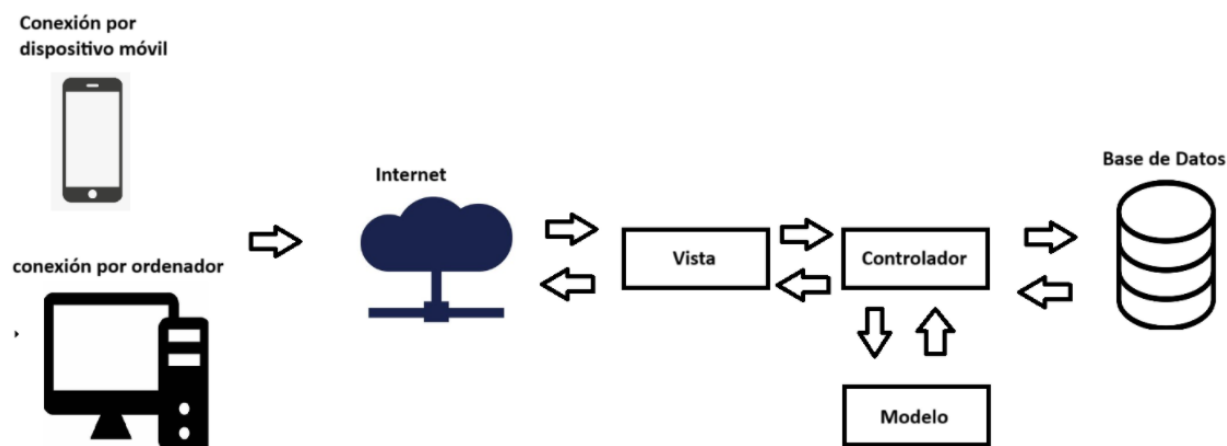 Conexión por
dispositivo móvil
Internet
Base de Datos
conexión por ordenador
Vista
Controlador
Modelo